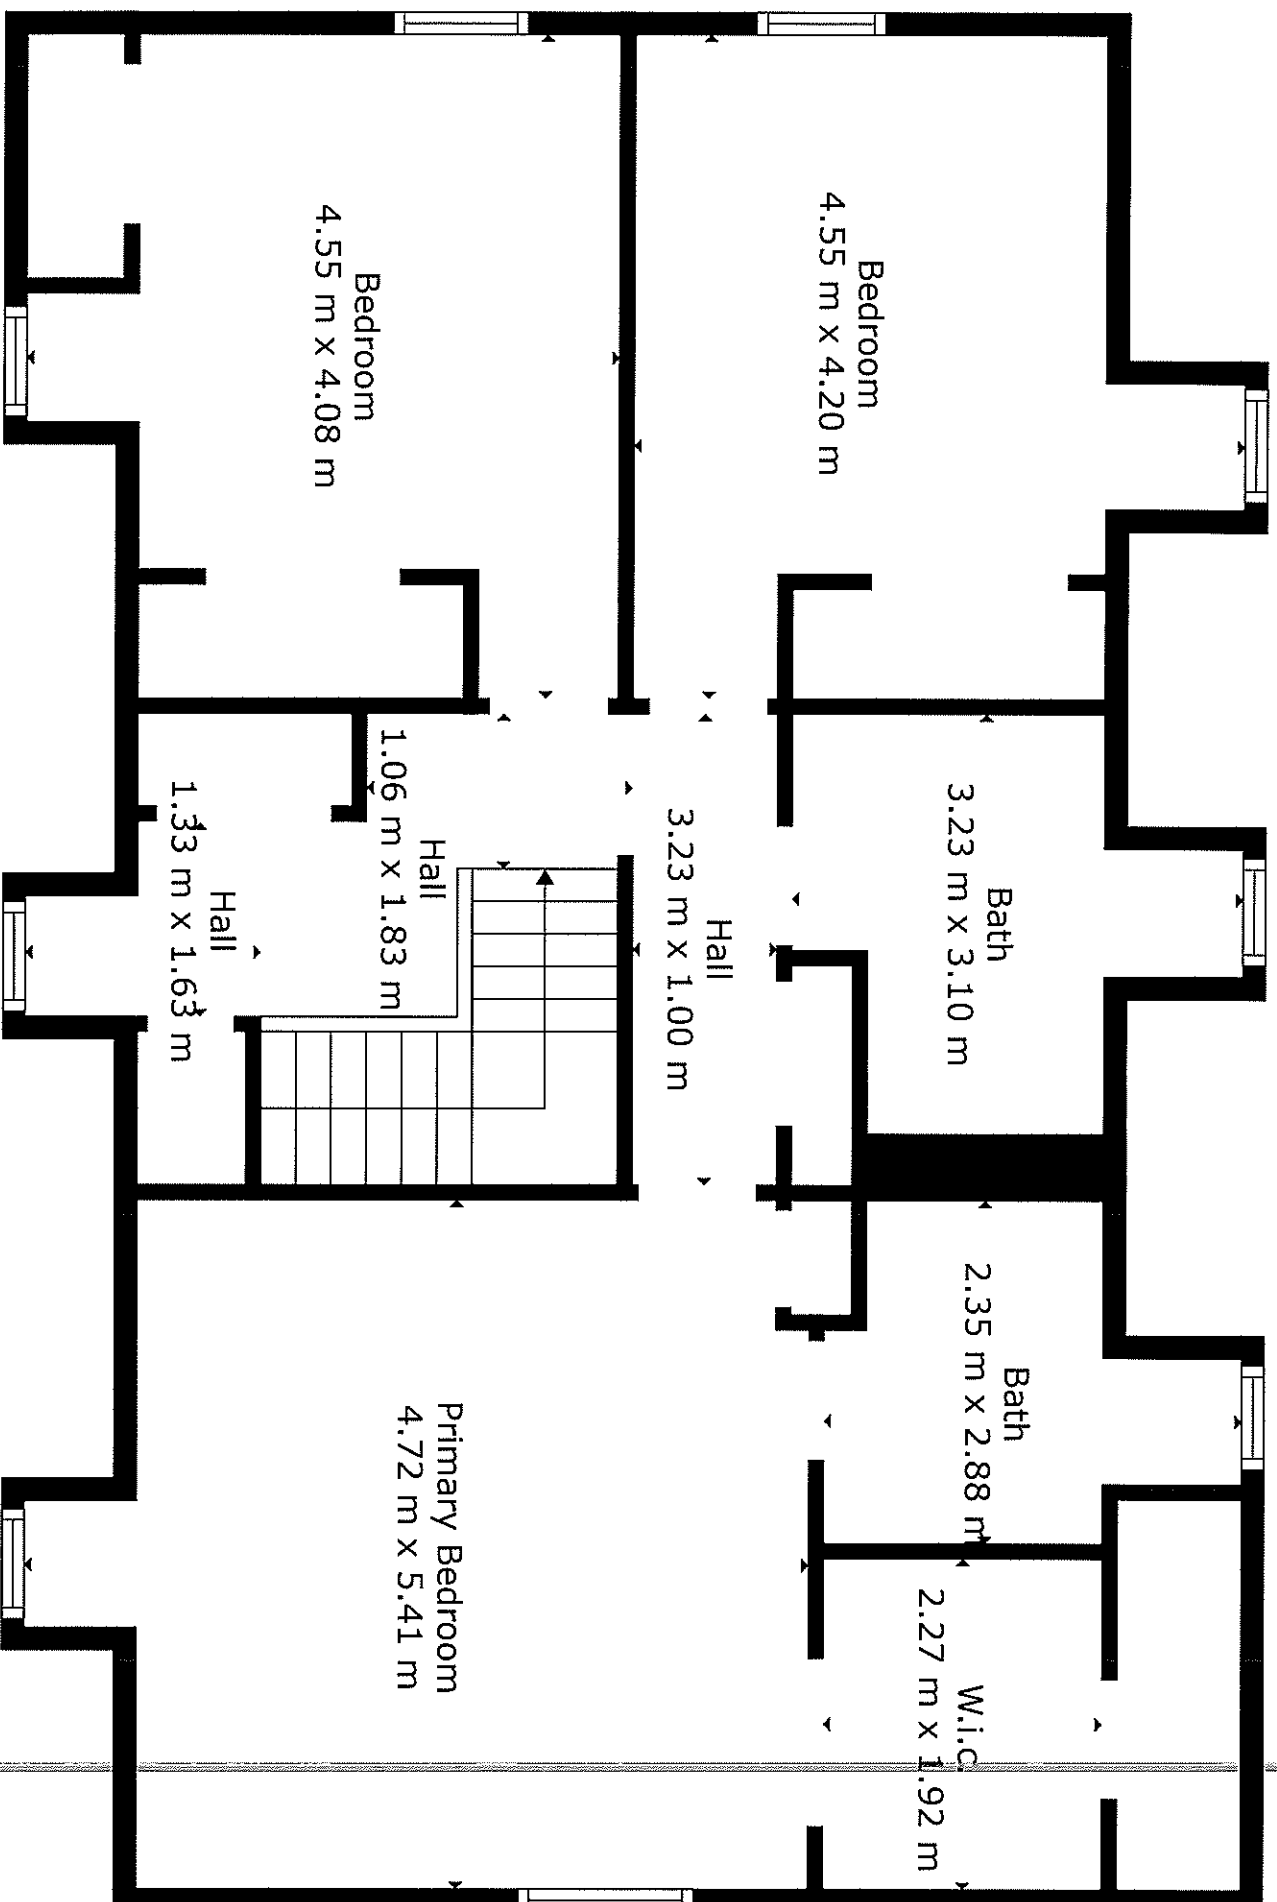 Bedroom
4.55 m x 4.20 m
Bath
3.23 m x 3.10 m
Bath
2.35 m x 2.88 m
W.i.c.
2.27 m x 1.92 m
Hall
3.23 m x 1.00 m
Bedroom
4.55 m x 4.08 m
Hall
1.06 m x 1.83 m
Hall
1.33 m x 1.63 m
Primary Bedroom
4.72 m x 5.41 m